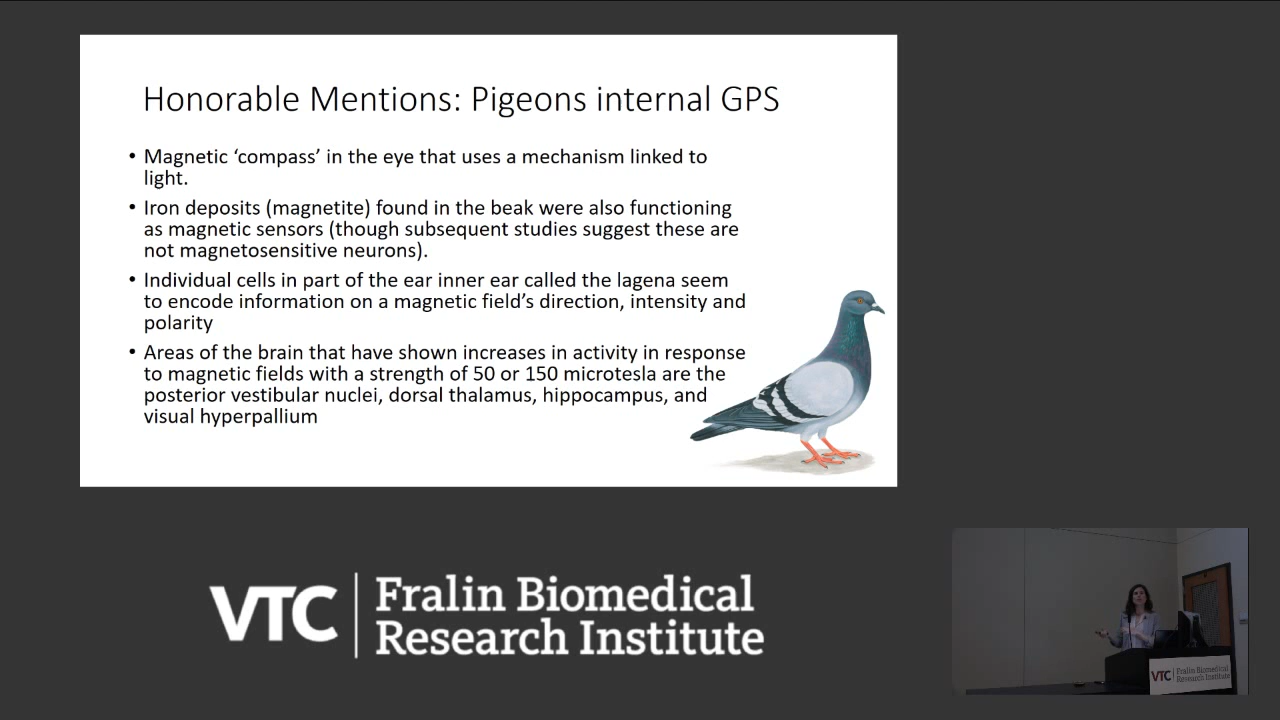 Honorable Mentions: Pigeons internal GPS
• Magnetic ‘compass’ in the eye that uses a mechanism linked to
light.
• Iron deposits (magnetite) found in the beak were also functioning
as magnetic sensors (though subsequent studies suggest these are
not magnetosensitive neurons).
• Individual cells in part of the ear inner ear called the lagena seem
to encode information on a magnetic field’s direction, intensity and
polarity
• Areas of the brain that have shown increases in activity in response
to magnetic fields with a strength of 50 or 150 microtesla are the
posterior vestibular nuclei, dorsal thalamus, hippocampus, and
visual hyperpallium
VTC Fralin Biomedical
Research Institute
VTC Fralin Biomedical
Research Institute